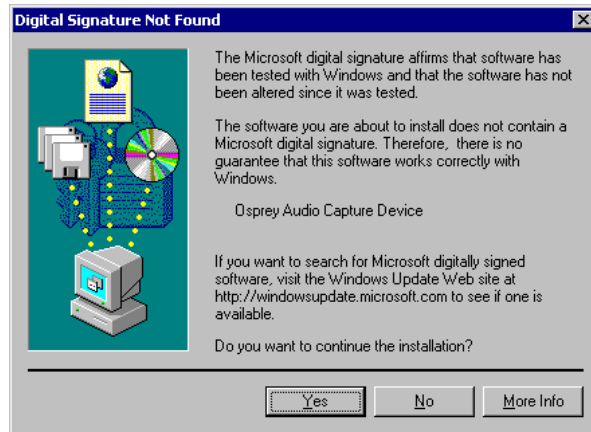 Digital Signature Not Found
The Microsoft digital signature affirms that software has
been tested with Windows and that the software has not
been altered since it was tested.
The software you are about to install does not contain a
Microsoft digital signature. Therefore, there is no
guarantee that this software works correctly with
Windows.
Osprey Audio Capture Device
If you want to search for Microsoft digitally signed
software, visit the Windows Update Web site at
http://windowsupdate.microsoft.com to see if one is
available.
Do you want to continue the installation?
Yes No More Info